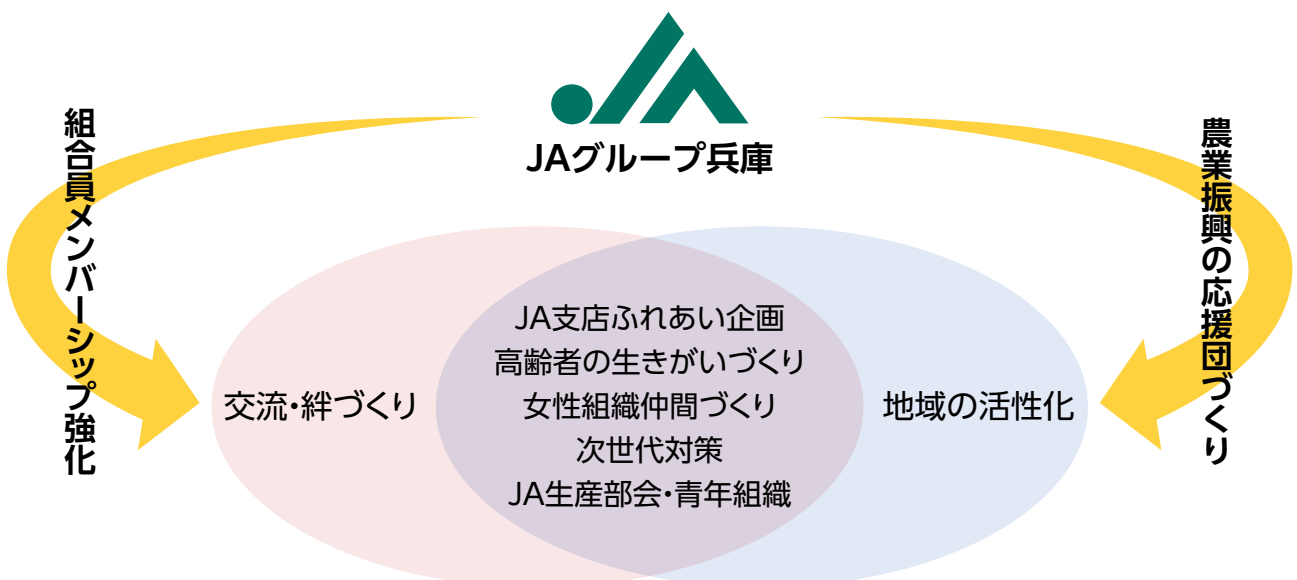 JA
JAグループ兵庫
組合員メンバーシップ強化
農業振興の応援団づくり
交流・絆づくり
JA支店ふれあい企画
高齢者の生きがいづくり
女性組織仲間づくり
次世代対策
JA生産部会・青年組織
地域の活性化